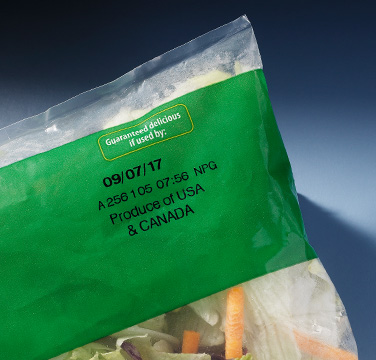 Guaranteed delicious
if used by:
09/07/17
A 256 1 05 07:56 NPG
Produce of USA
& CANADA